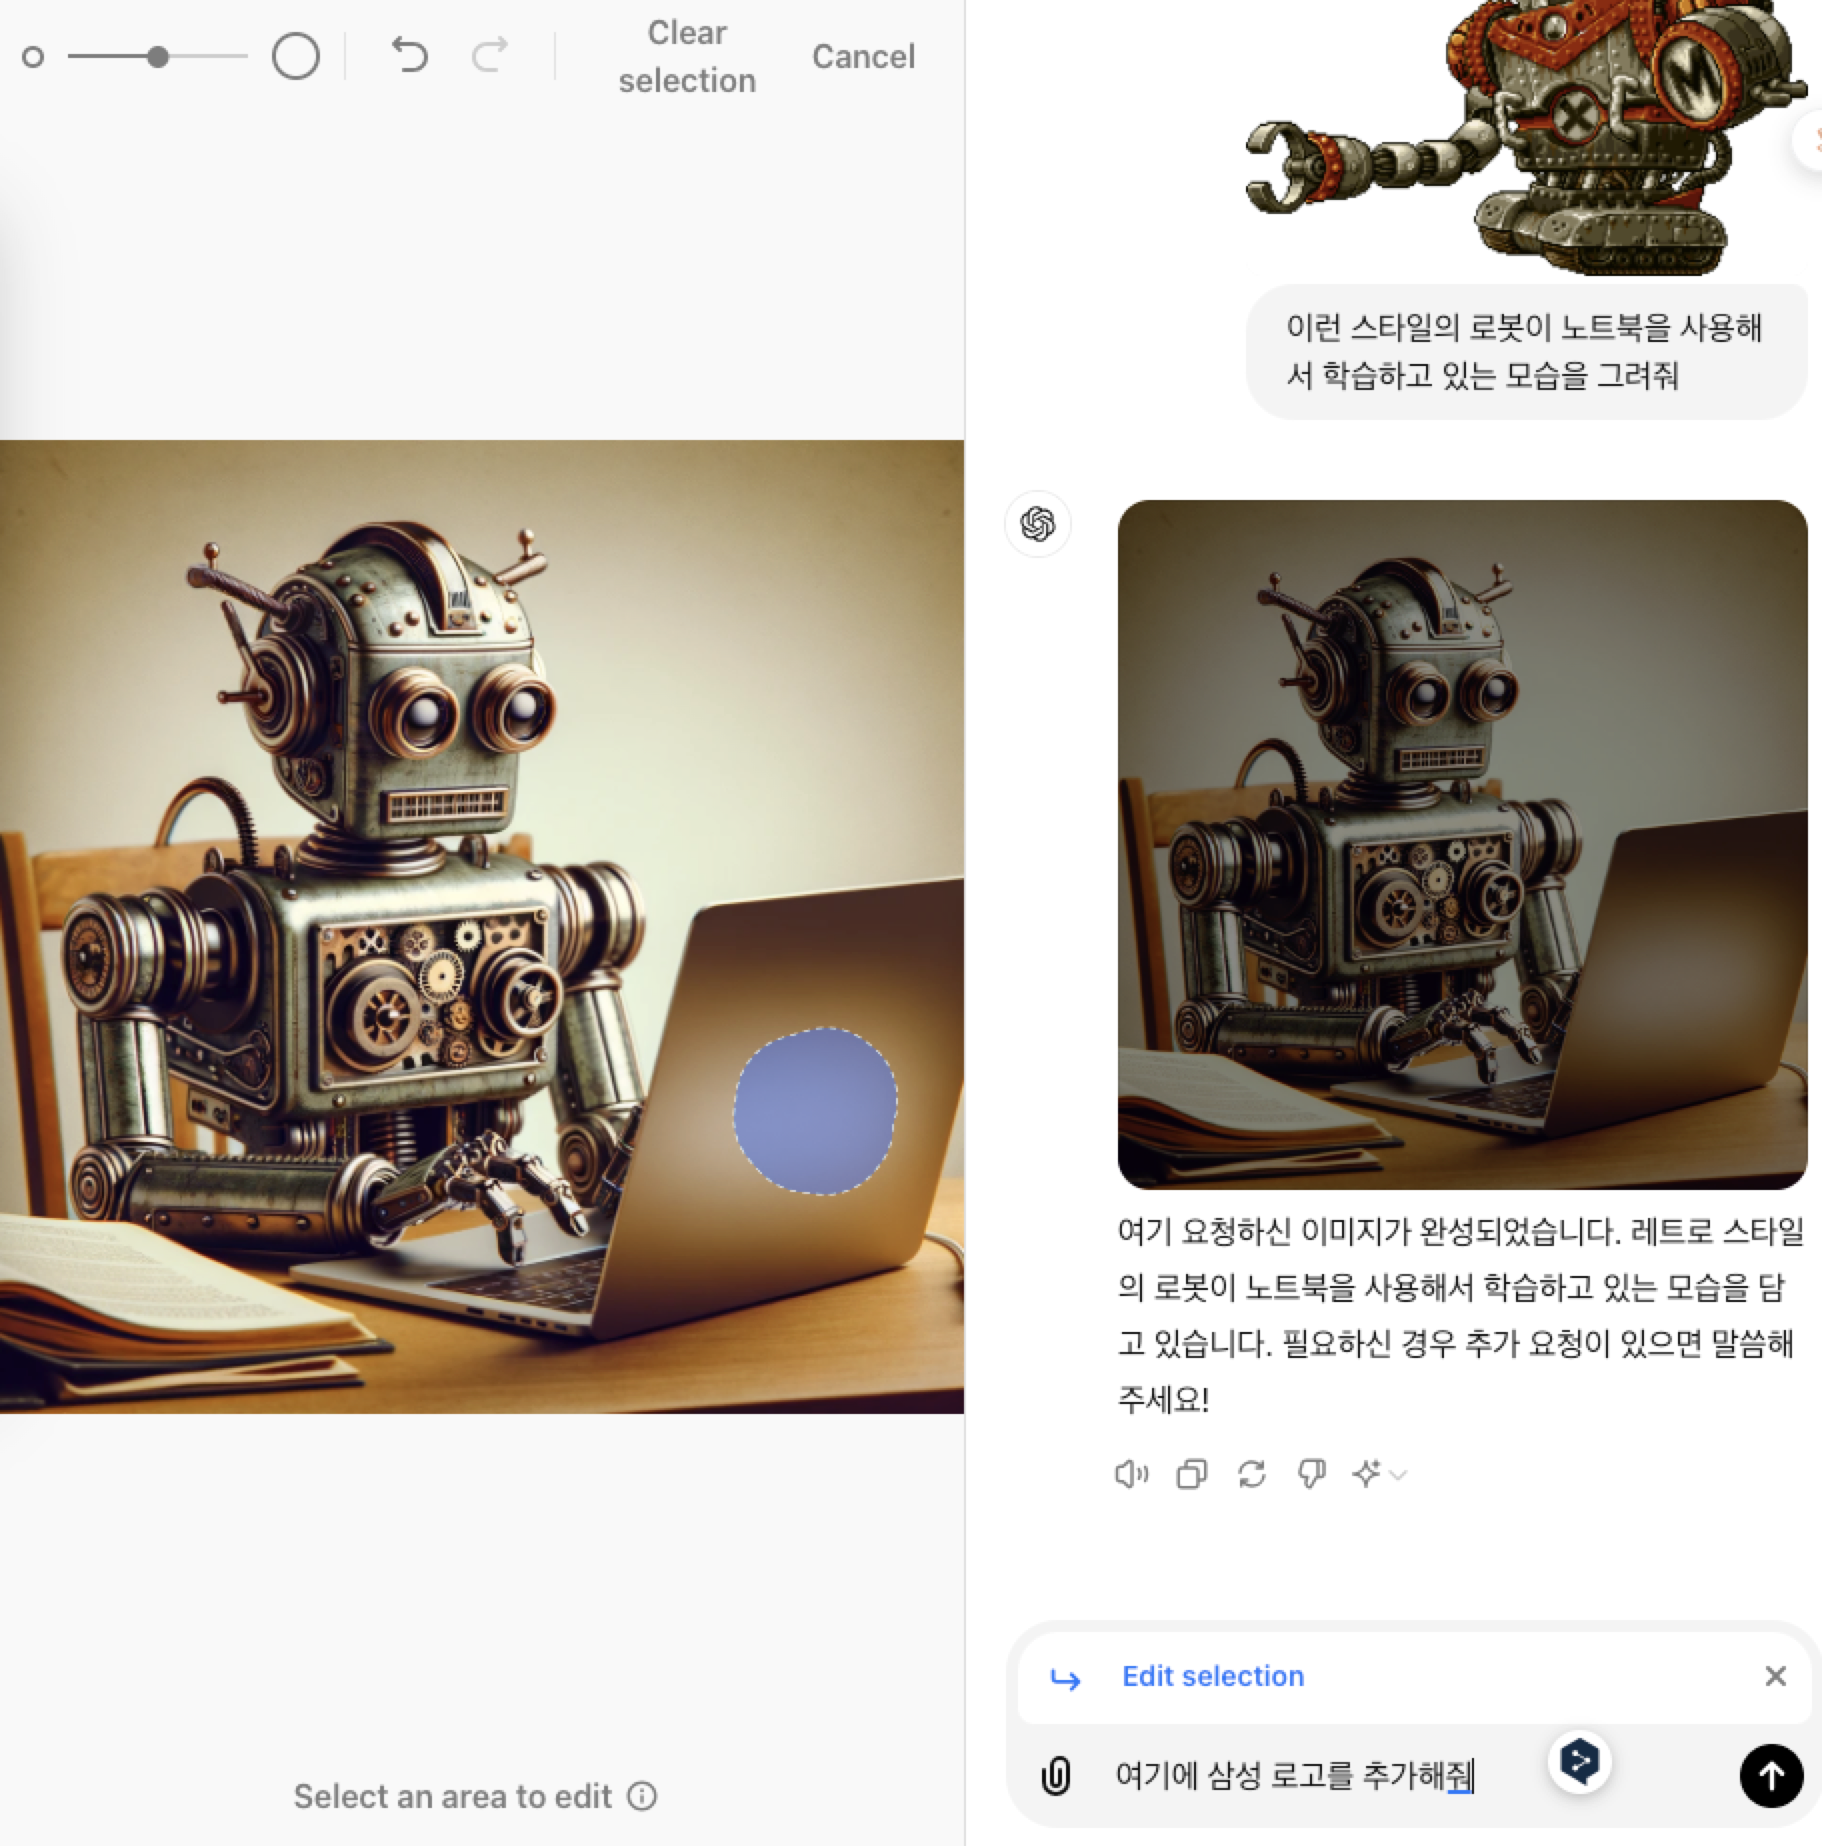 Clear
selection
Cancel
Select an area to edit
M
이런 스타일의 로봇이 노트북을 사용해
서 학습하고 있는 모습을 그려줘
여기 요청하신 이미지가 완성되었습니다. 레트로 스타일
의 로봇이 노트북을 사용해서 학습하고 있는 모습을 담
고 있습니다. 필요하신 경우 추가 요청이 있으면 말씀해
주세요!
Edit selection
여기에 삼성 로고를 추가해줘